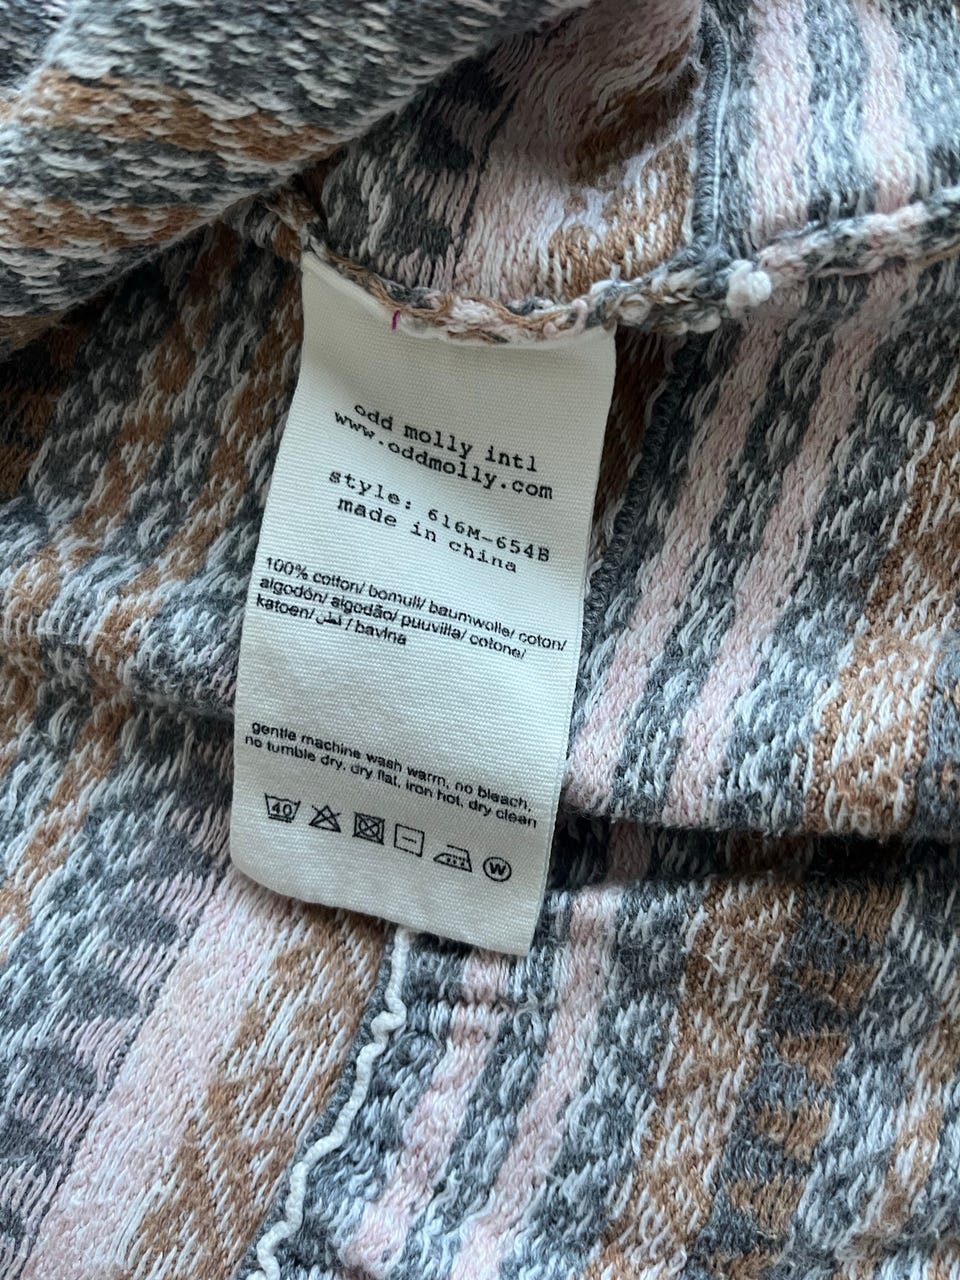 odd molly intl
www.oddmolly.com
style: 616M-654B
made in china
100% cotton/ bomull/ baumwolle/ coton/
algodón/ algodão/ puuvilla/ cotone/
katoen/ قطن / bavlna
gentle machine wash warm, no bleach,
no tumble dry, dry flat, iron hot, dry clean
40
W